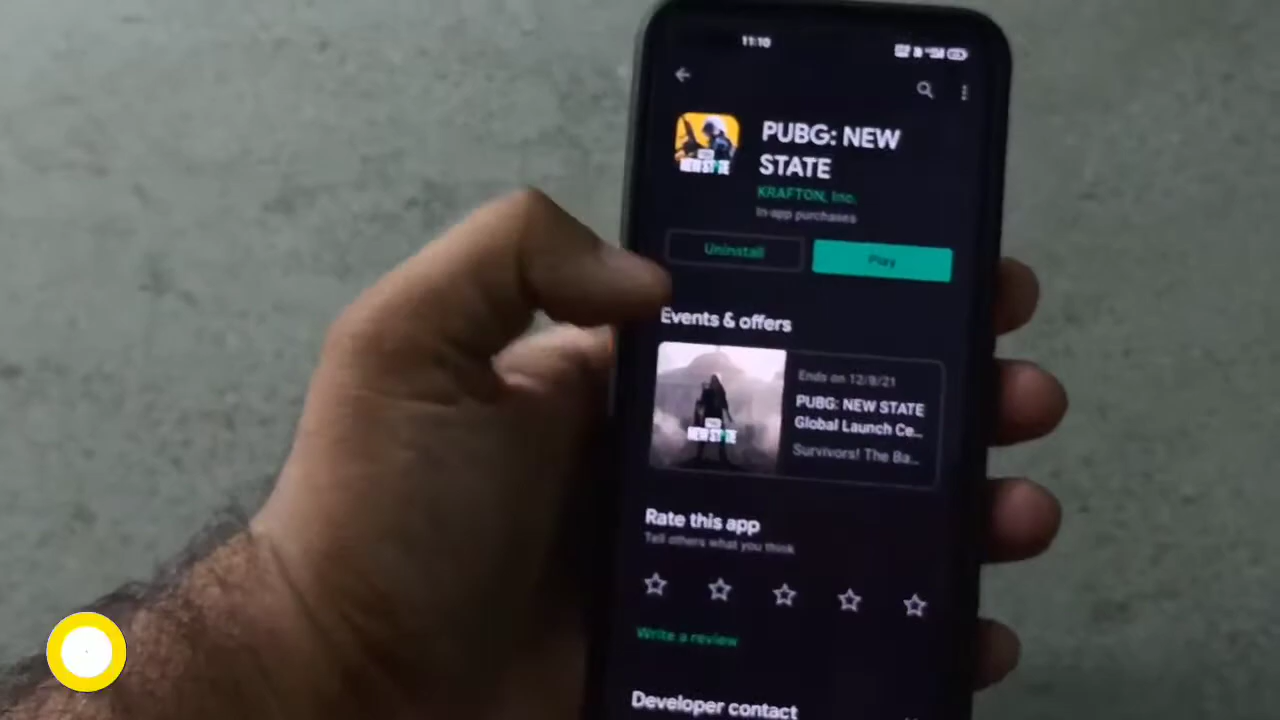 11:10
PUBG: NEW
STATE
KRAFTON, Inc.
In-app purchases
Uninstall
Play
Events & offers
Ends on 12/9/21
PUBG: NEW STATE
Global Launch Ce...
Survivors! The Ba...
NEW STATE
Rate this app
Tell others what you think
Write a review
Developer contact